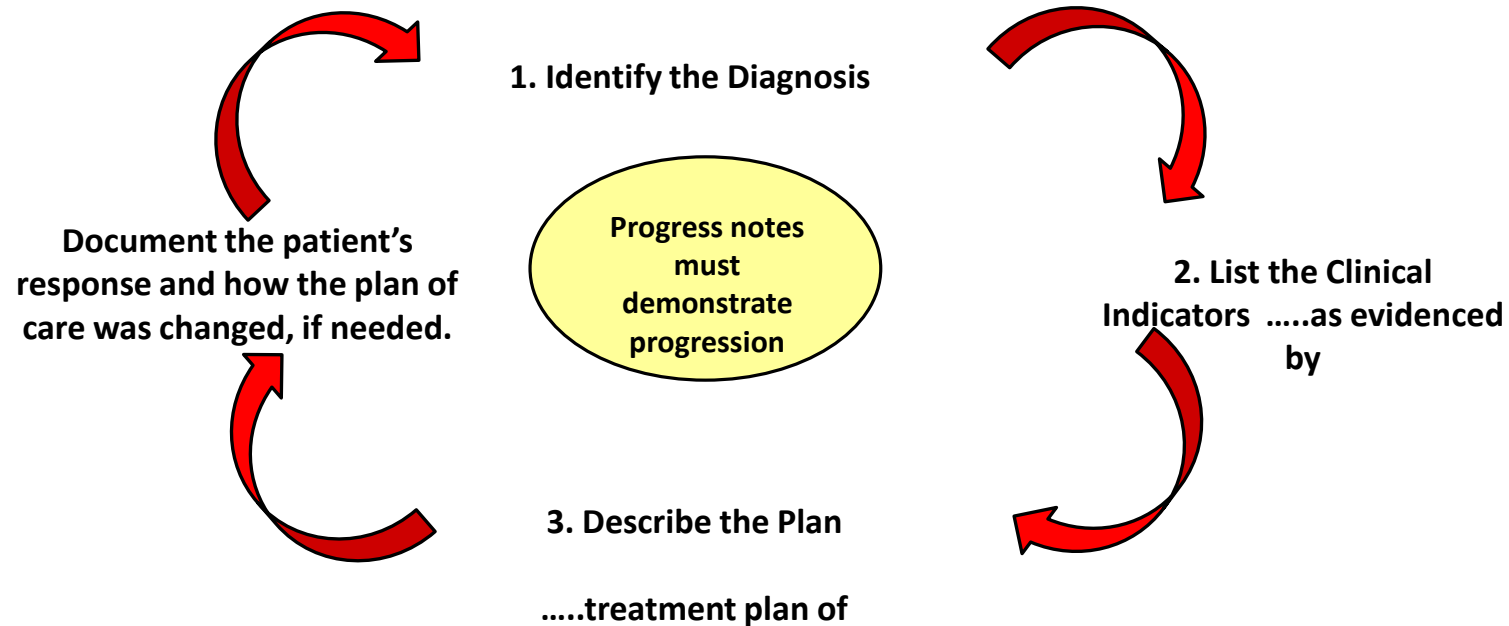 1. Identify the Diagnosis
Progress notes
must
demonstrate
progression
2. List the Clinical
Indicators …..as evidenced
by
3. Describe the Plan
…..treatment plan of
Document the patient’s
response and how the plan of
care was changed, if needed.